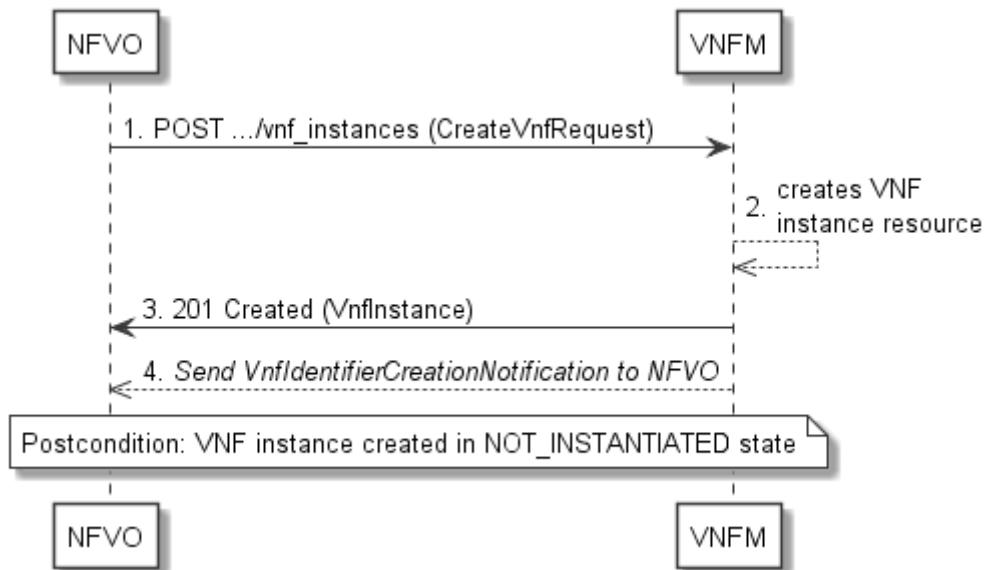 NFVO
VNFM
1. POST .../vnf_instances (CreateVnfRequest)
2. creates VNF
instance resource
3. 201 Created (VnfInstance)
4. Send VnfIdentifierCreationNotification to NFVO
Postcondition: VNF instance created in NOT_INSTANTIATED state
NFVO
VNFM